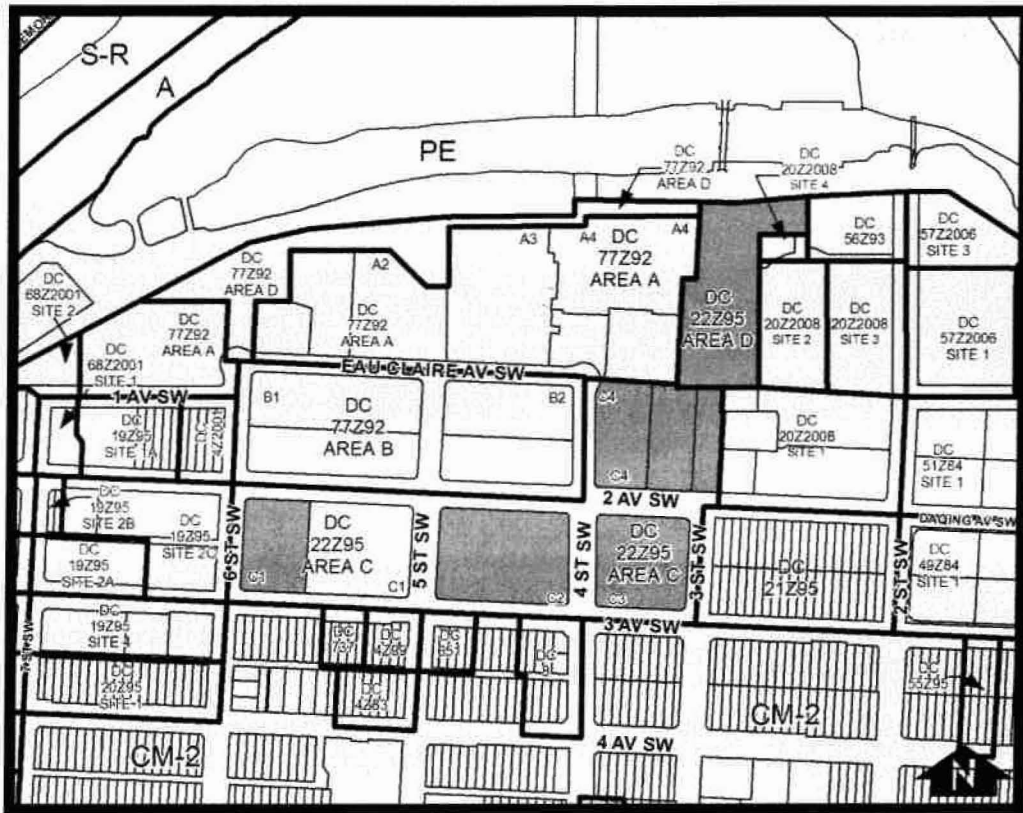 S-R
A
PE
DC
77Z92
AREA D
DC
20Z2008
SITE 4
DC
56Z93
DC
57Z2006
SITE 3
A3
A4
A4
DC
77Z92
AREA A
DC
77Z92
AREA D
A2
DC
68Z2001
SITE 2
DC
77Z92
AREA A
DC
77Z92
AREA A
DC
22Z95
AREA D
DC
20Z2008
SITE 2
DC
20Z2008
SITE 3
DC
57Z2006
SITE 1
DC
68Z2001
SITE 1
EAU CLAIRE AV SW
1 AV SW
B1
B2
C4
DC
77Z92
AREA B
DC
19Z95
SITE 1A
DC
4Z2001
DC
20Z2008
SITE 1
DC
51Z84
SITE 1
C4
2 AV SW
DC
19Z95
SITE 2B
DC
19Z95
SITE 2C
DC
19Z95
SITE 2A
6 ST SW
DC
22Z95
AREA C
C1
C1
5 ST SW
C2
4 ST SW
DC
22Z95
AREA C
C3
3 ST SW
DC
21Z95
2 ST SW
DAQING AV SW
DC
49Z84
SITE 1
3 AV SW
DC
19Z95
SITE 4
7 ST SW
DC
20Z95
SITE 1
DC
737
DC
4Z89
DC
DC
DC
4Z83
DC
55Z95
CM-2
CM-2
4 AV SW
N